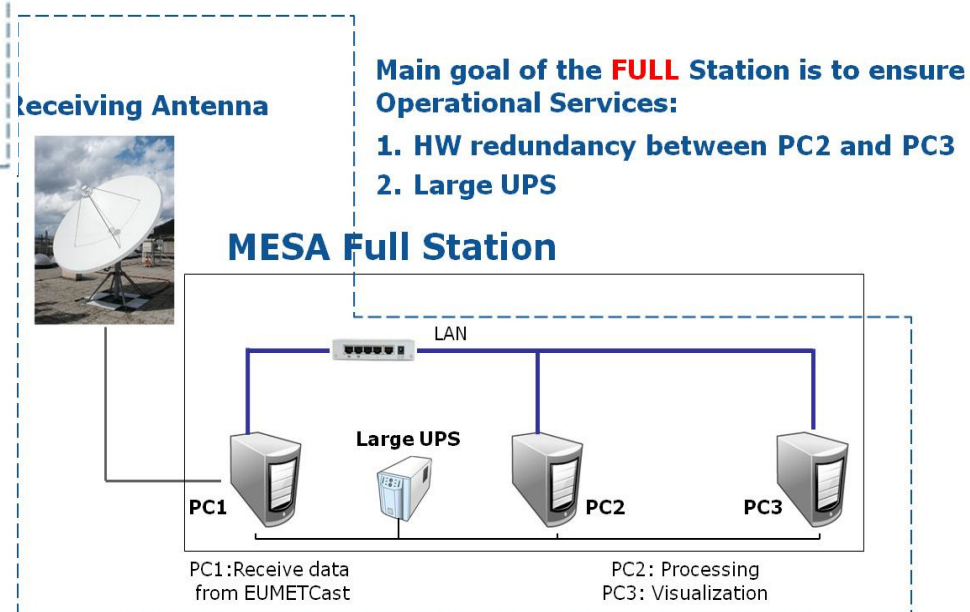 Main goal of the FULL Station is to ensure
Operational Services:
1. HW redundancy between PC2 and PC3
2. Large UPS
Receiving Antenna
MESA Full Station
LAN
Large UPS
PC1
PC2
PC3
PC1:Receive data
from EUMETCast
PC2: Processing
PC3: Visualization